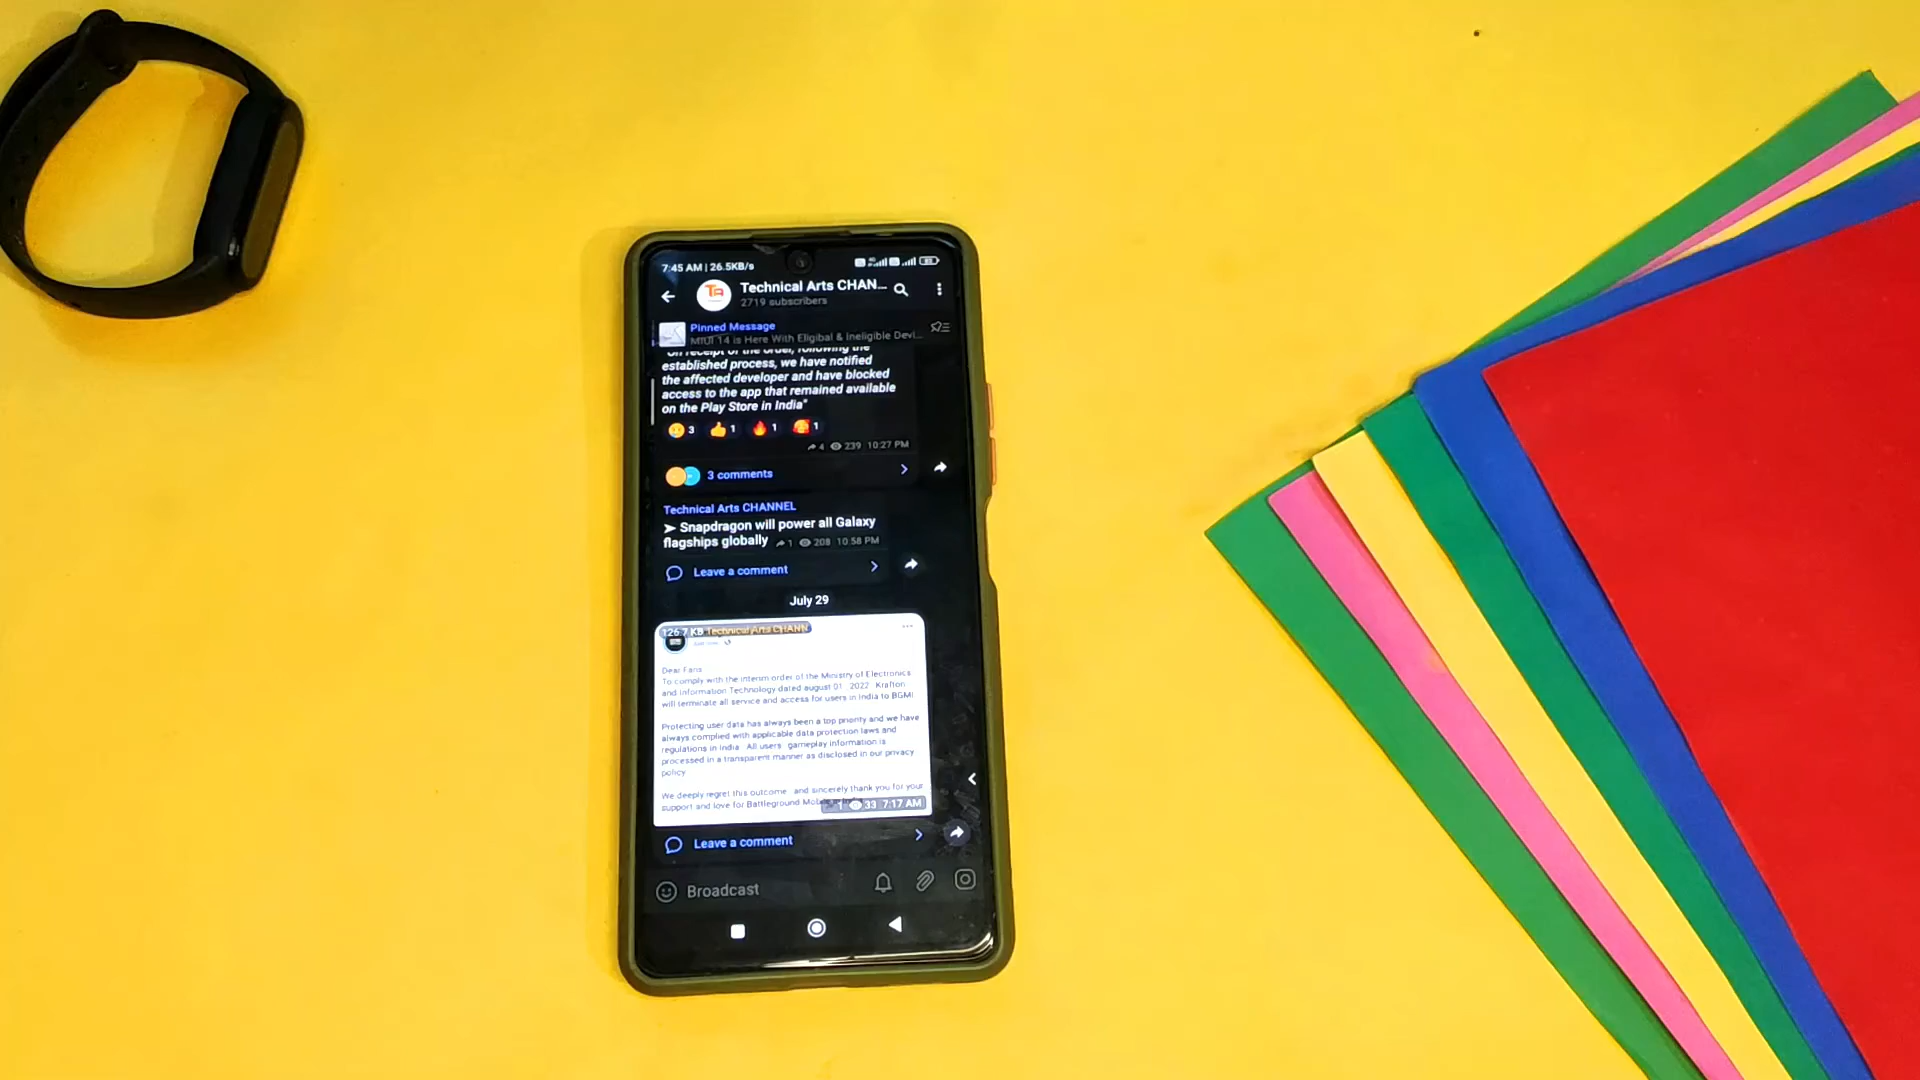 7:45 AM | 26.5KB/s
Technical Arts CHAN...
2719 subscribers
Pinned Message
MIUI 14 is Here With Eligibal & Ineligible Devi...
"On receipt of the order, following the
established process, we have notified
the affected developer and have blocked
access to the app that remained available
on the Play Store in India"
3 1 1 1
4 239 10:27 PM
3 comments
Technical Arts CHANNEL
➤ Snapdragon will power all Galaxy
flagships globally 1 208 10:58 PM
Leave a comment
July 29
126.7 KB Technical Arts CHANN
Dear Fans
To comply with the interim order of the Ministry of Electronics
and Information Technology dated august 01 2022 Krafton
will terminate all service and access for users in India to BGMI
Protecting user data has always been a top priority and we have
always complied with applicable data protection laws and
regulations in India All users gameplay information is
processed in a transparent manner as disclosed in our privacy
policy
We deeply regret this outcome and sincerely thank you for your
support and love for Battleground
1 33 7:17 AM
Leave a comment
Broadcast